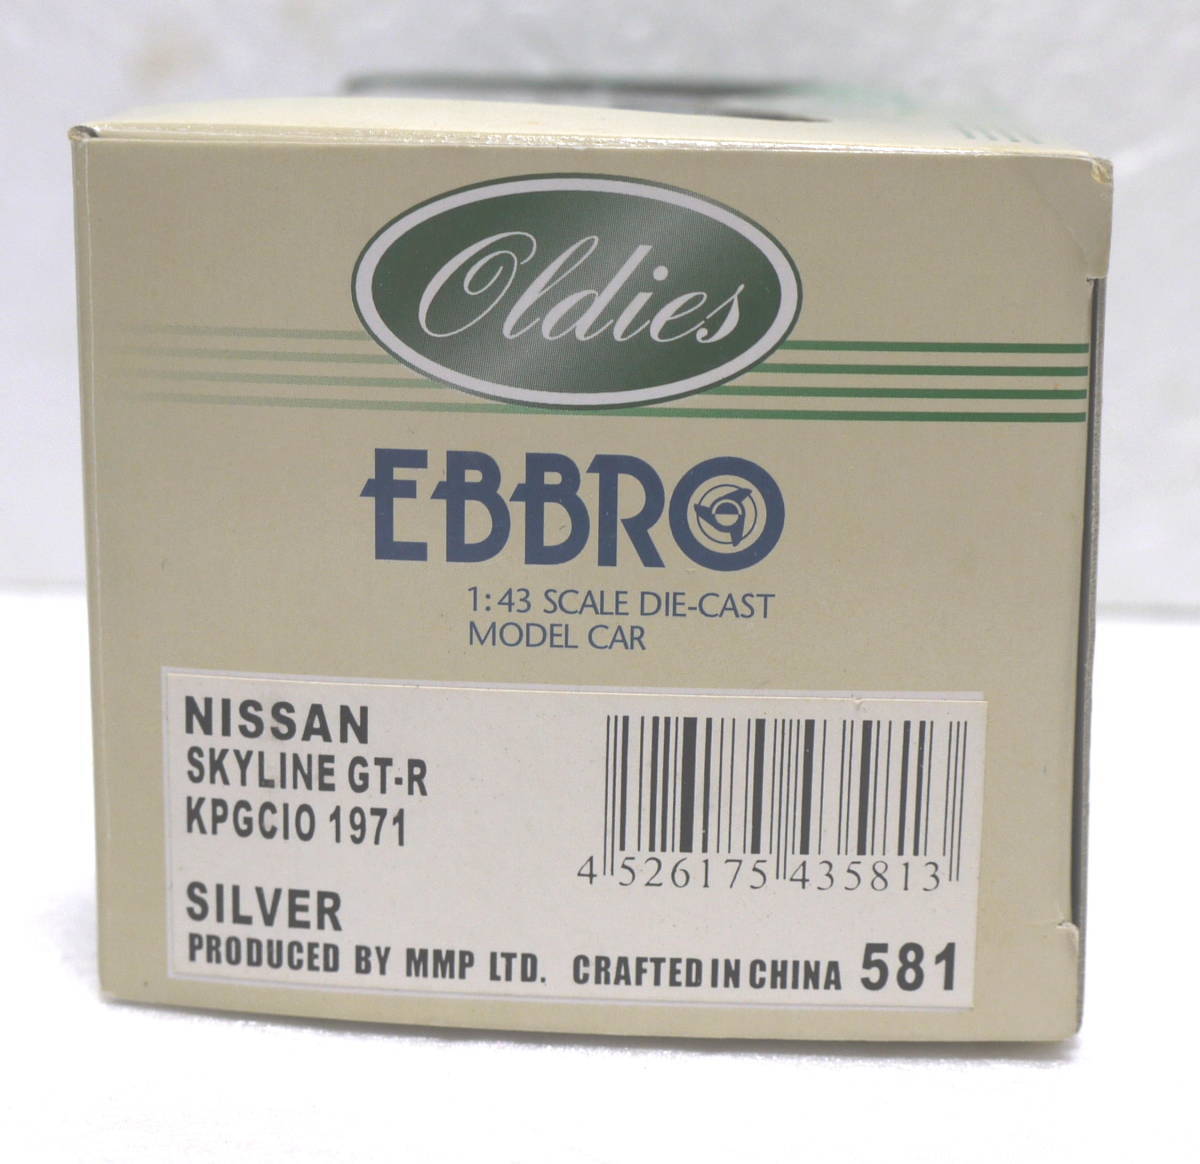 Oldies
EBBRO
1:43 SCALE DIE-CAST
MODEL CAR
NISSAN
SKYLINE GT-R
KPGCIO 1971
SILVER
4 526175 435813
PRODUCED BY MMP LTD. CRAFTED IN CHINA 581